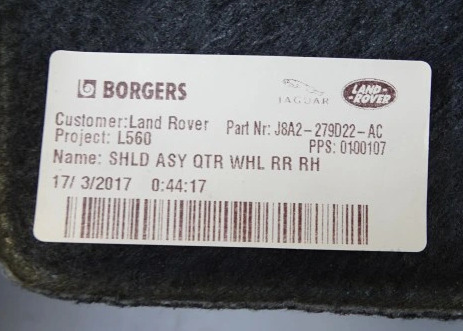 BORGERS
JAGUAR
LAND-
ROVER
Customer:Land Rover
Part Nr: J8A2-279D22-AC
Project: L560
PPS: 0100107
Name: SHLD ASY QTR WHL RR RH
17/ 3/2017 0:44:17